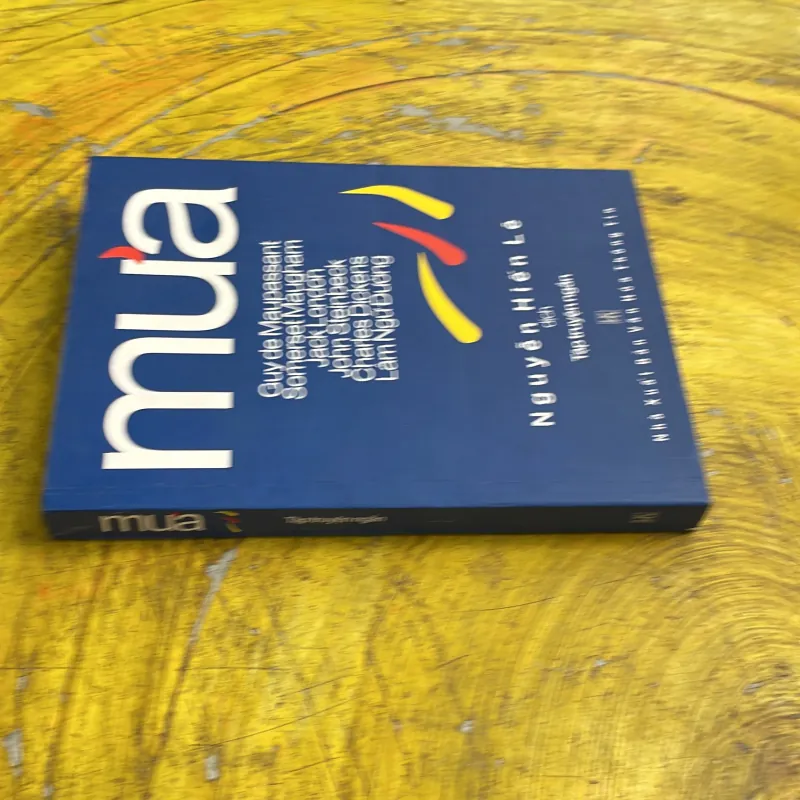 mưa
Guy de Maupassant
Somerset Maugham
Jack London
John Steinbeck
Charles Dickens
Lâm Ngữ Đường
Nguyễn Hiến Lê
dịch
Tập truyện ngắn
Nhà Xuất Bản Văn Hóa Thông Tin
mưa
Tập truyện ngắn